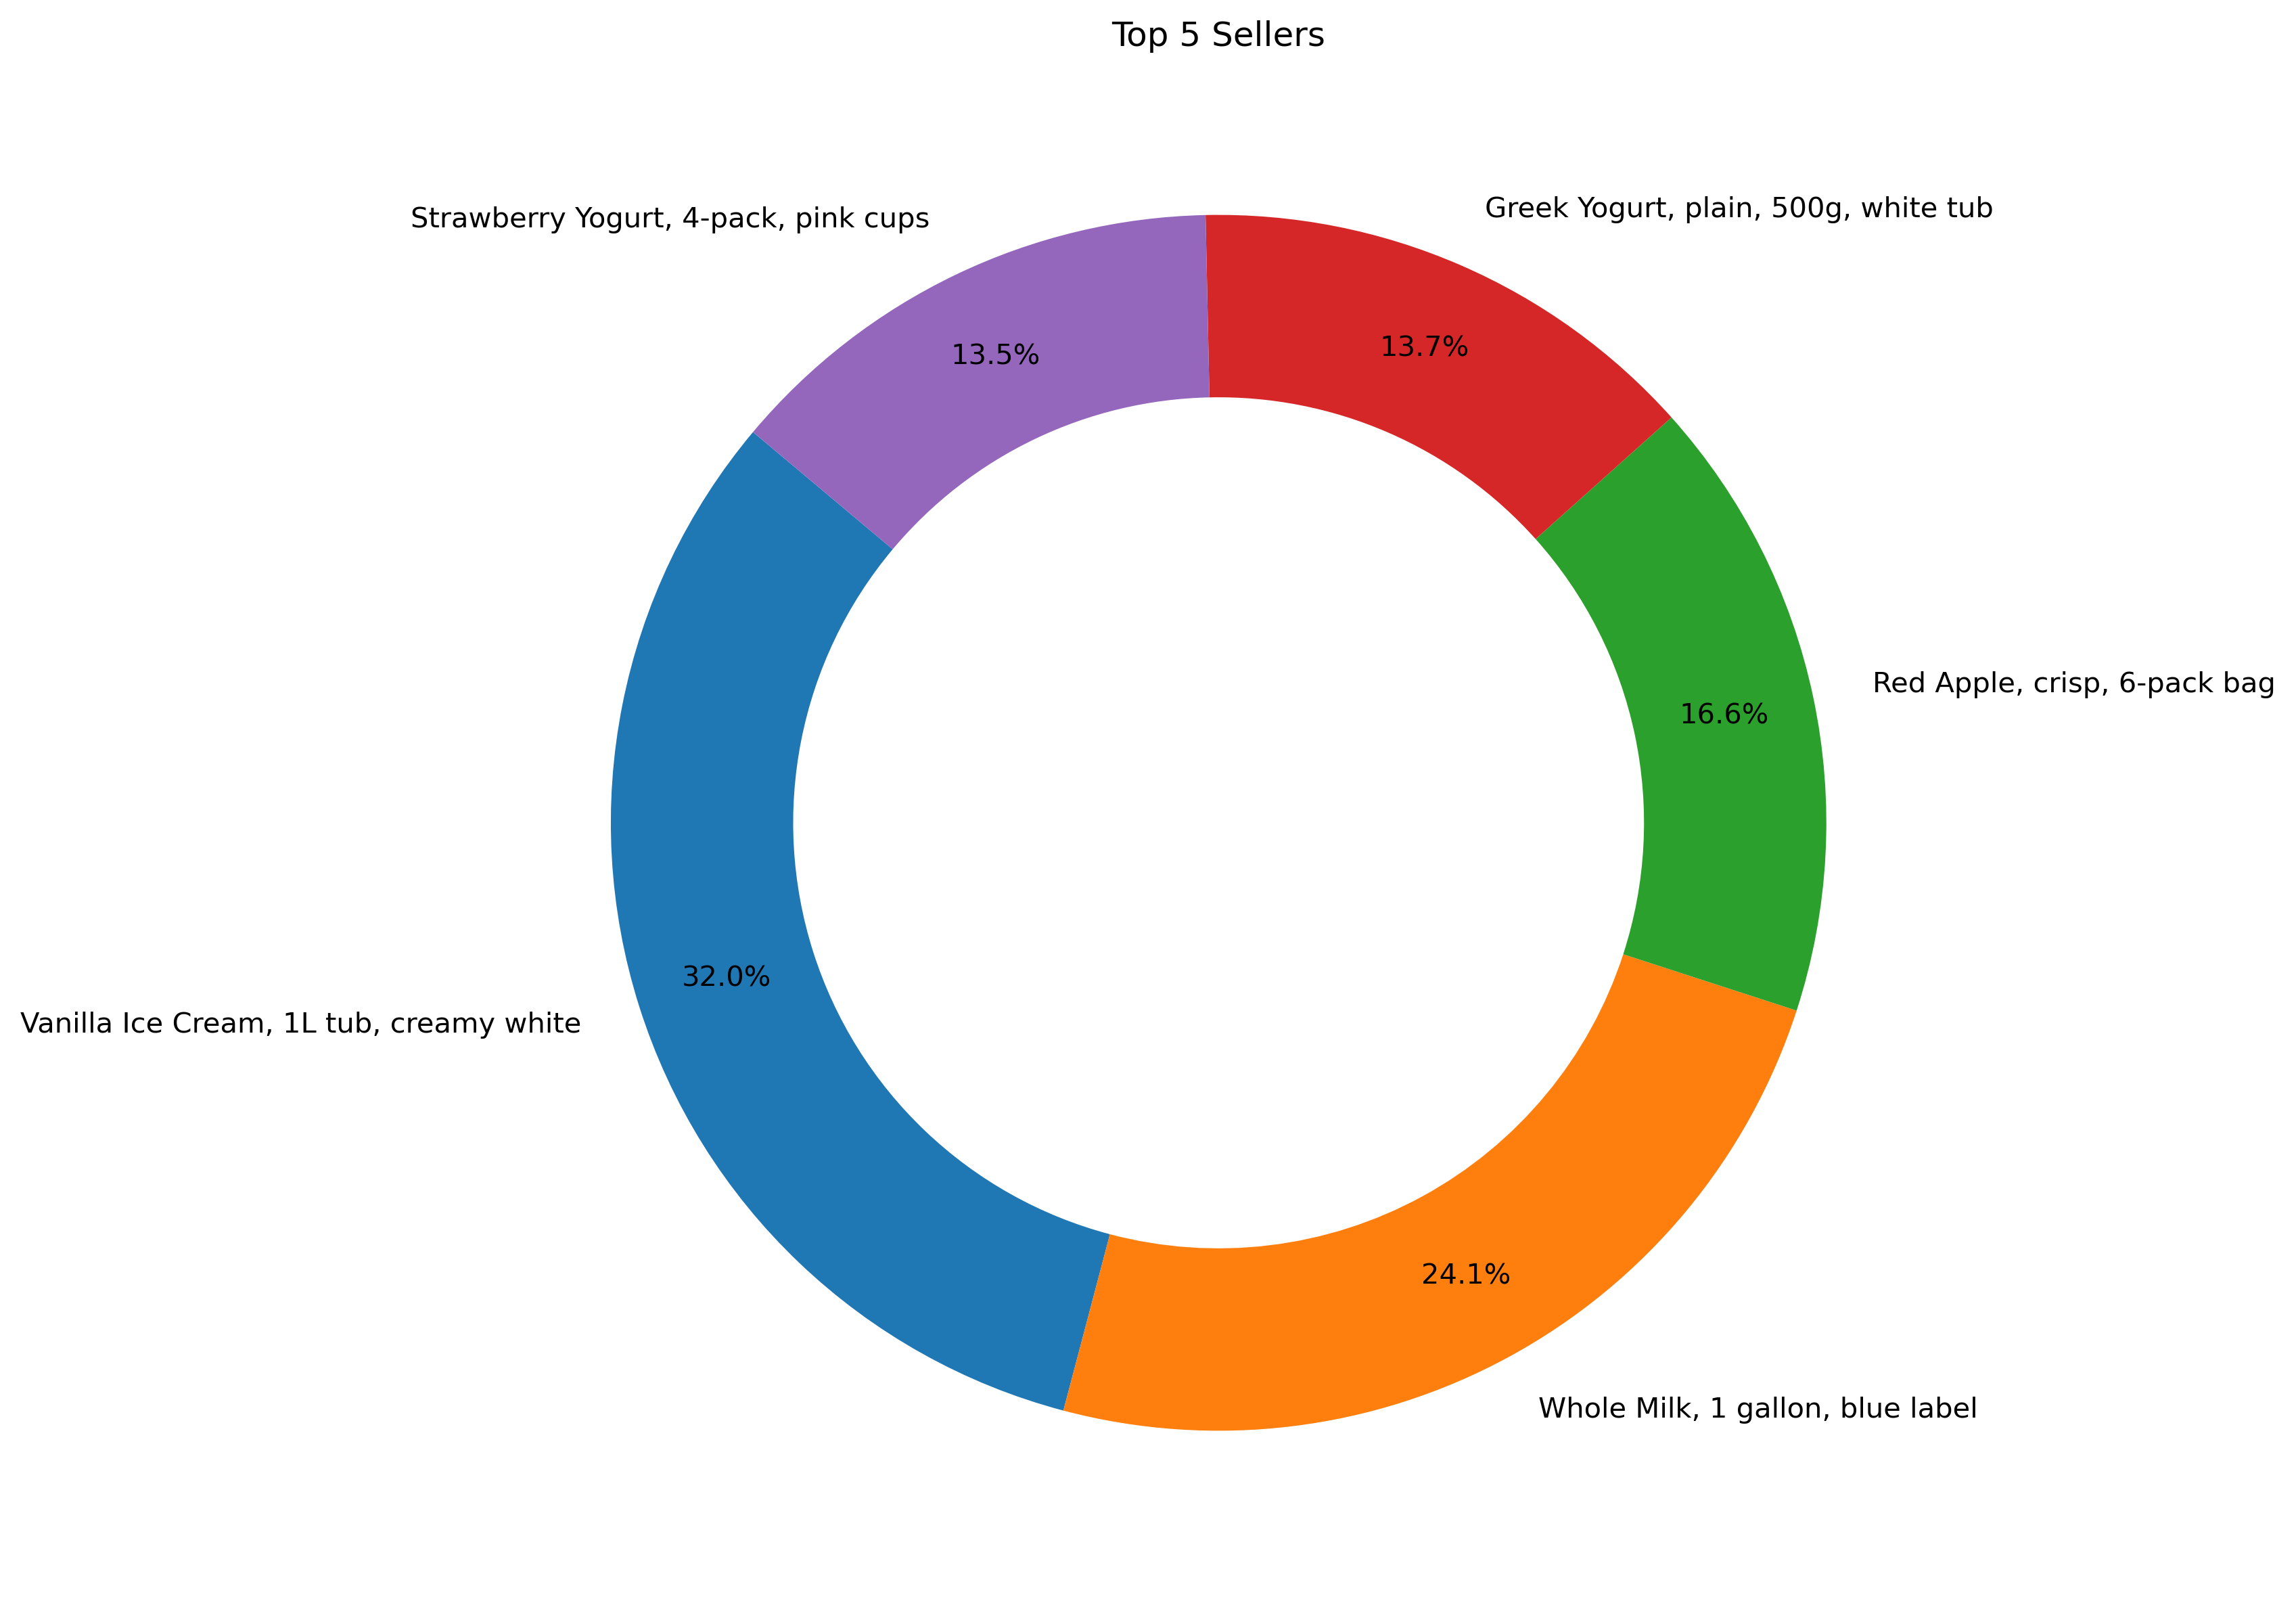 Top 5 Sellers
Greek Yogurt, plain, 500g, white tub
Strawberry Yogurt, 4-pack, pink cups
13.7%
13.5%
Red Apple, crisp, 6-pack bag
16.6%
32.0%
Vanilla Ice Cream, 1L tub, creamy white
24.1%
Whole Milk, 1 gallon, blue label